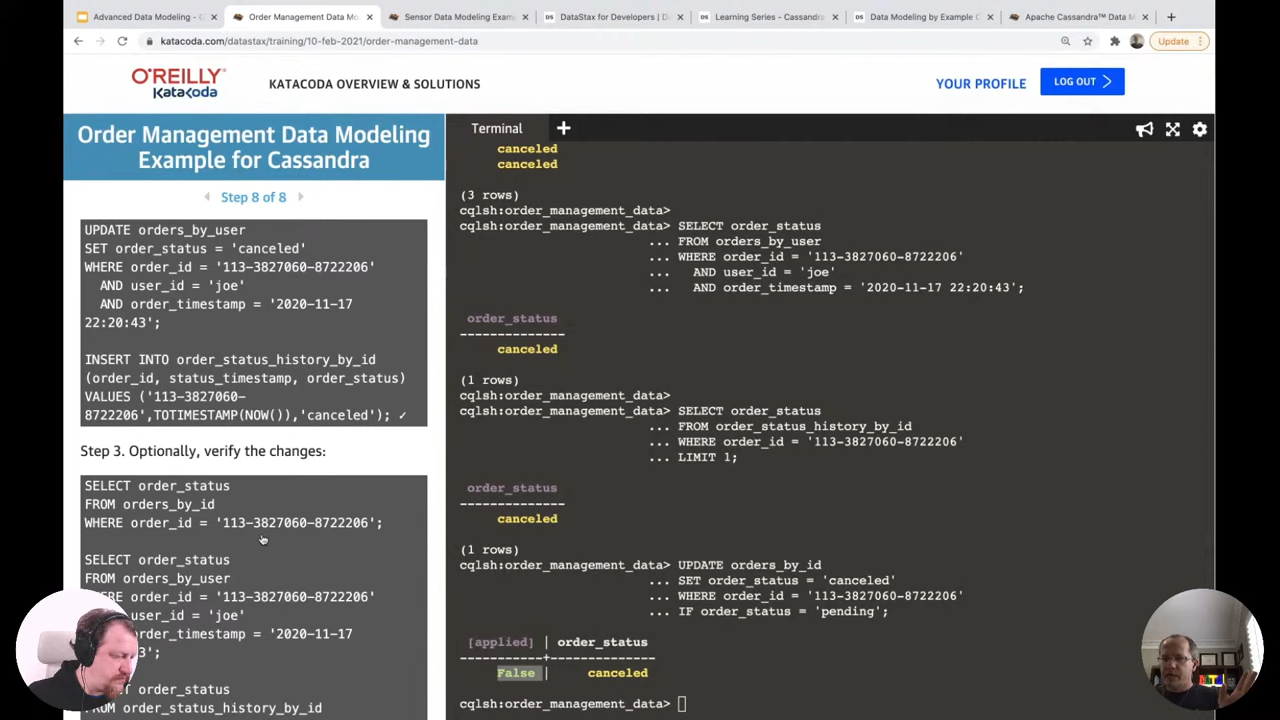 Advanced Data Modeling -
Order Management Data Mo
Sensor Data Modeling Exam
DataStax for Developers | D
Learning Series - Cassandra
Data Modeling by Example
Apache Cassandra™ Data M
katacoda.com/datastax/training/10-feb-2021/order-management-data
Update
O'REILLY
KataKoda
KATACODA OVERVIEW & SOLUTIONS
YOUR PROFILE
LOG OUT
Order Management Data Modeling
Example for Cassandra
Step 8 of 8
UPDATE orders_by_user
SET order_status = 'canceled'
WHERE order_id = '113-3827060-8722206'
AND user_id = 'joe'
AND order_timestamp = '2020-11-17
22:20:43';
INSERT INTO order_status_history_by_id
(order_id, status_timestamp, order_status)
VALUES ('113-3827060-
8722206',TOTIMESTAMP(NOW()),'canceled'); ✓
Step 3. Optionally, verify the changes:
SELECT order_status
FROM orders_by_id
WHERE order_id = '113-3827060-8722206';
SELECT order_status
FROM orders_by_user
WHERE order_id = '113-3827060-8722206'
user_id = 'joe'
order_timestamp = '2020-11-17
';
order_status
FROM order_status_history_by_id
Terminal
canceled
canceled
(3 rows)
cqlsh:order_management_data>
cqlsh:order_management_data> SELECT order_status
... FROM orders_by_user
... WHERE order_id = '113-3827060-8722206'
... AND user_id = 'joe'
... AND order_timestamp = '2020-11-17 22:20:43';
order_status
--------------
canceled
(1 rows)
cqlsh:order_management_data>
cqlsh:order_management_data> SELECT order_status
... FROM order_status_history_by_id
... WHERE order_id = '113-3827060-8722206'
... LIMIT 1;
order_status
--------------
canceled
(1 rows)
cqlsh:order_management_data> UPDATE orders_by_id
... SET order_status = 'canceled'
... WHERE order_id = '113-3827060-8722206'
... IF order_status = 'pending';
[applied] | order_status
-----------+--------------
False | canceled
cqlsh:order_management_data>